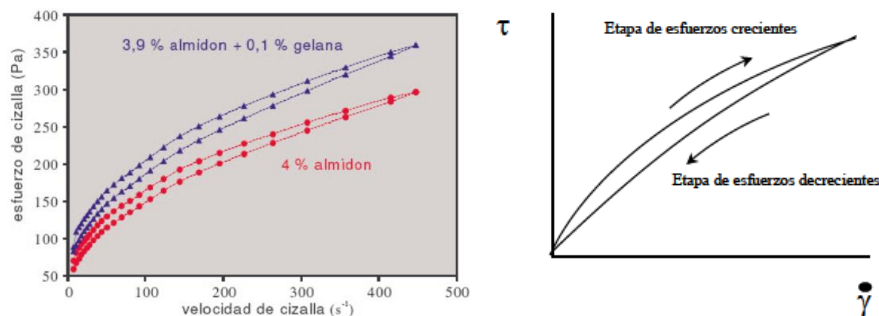 400
350
300
250
200
150
100
50
esfuerzo de cizalla (Pa)
3,9 % almidon + 0,1 % gelana
4 % almidon
0
100
200
300
400
500
velocidad de cizalla (s⁻¹)
τ
Etapa de esfuerzos crecientes
Etapa de esfuerzos decrecientes
γ̇